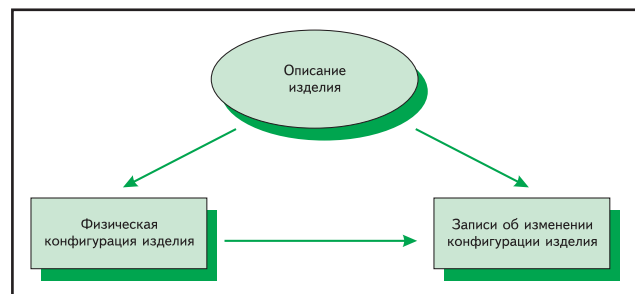 Описание
изделия
Физическая
конфигурация изделия
Записи об изменении
конфигурации изделия